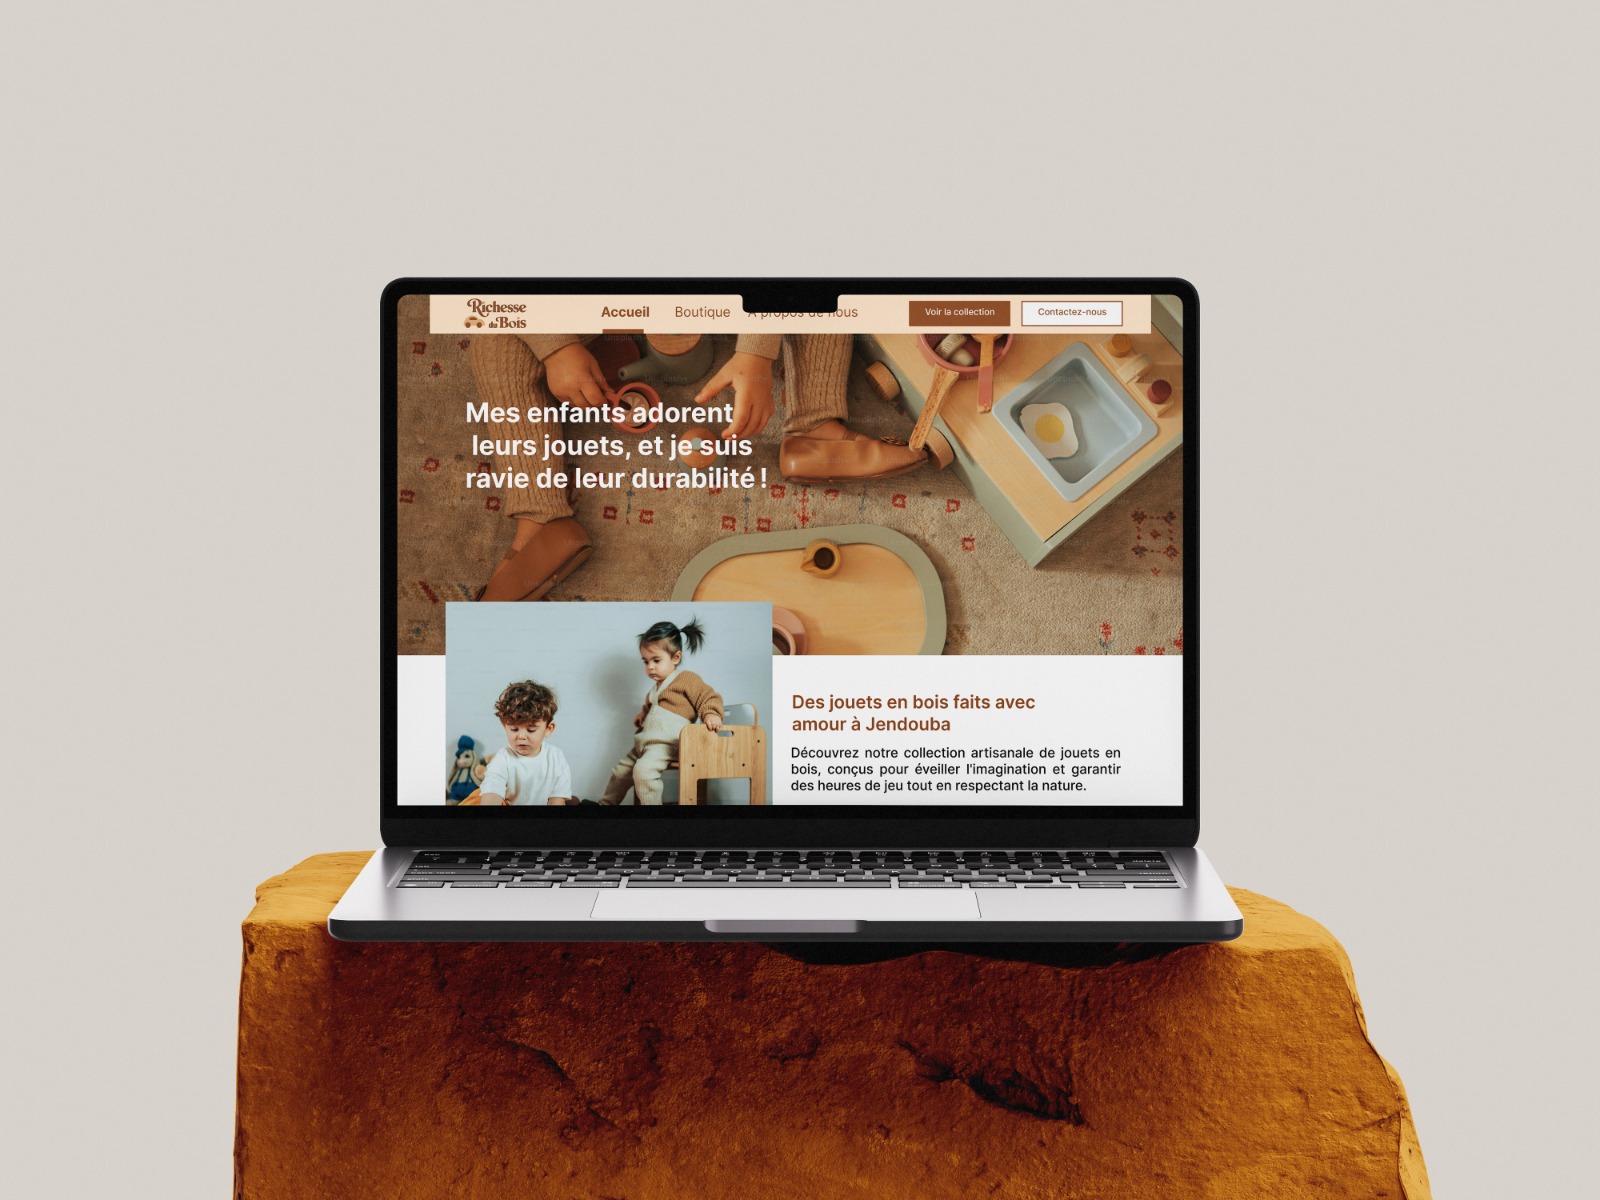 Richesse
du Bois
Accueil
Boutique
A propos de nous
Voir la collection
Contactez-nous
Mes enfants adorent
leurs jouets, et je suis
ravie de leur durabilité !
Des jouets en bois faits avec
amour à Jendouba
Découvrez notre collection artisanale de jouets en
bois, conçus pour éveiller l'imagination et garantir
des heures de jeu tout en respectant la nature.
delete